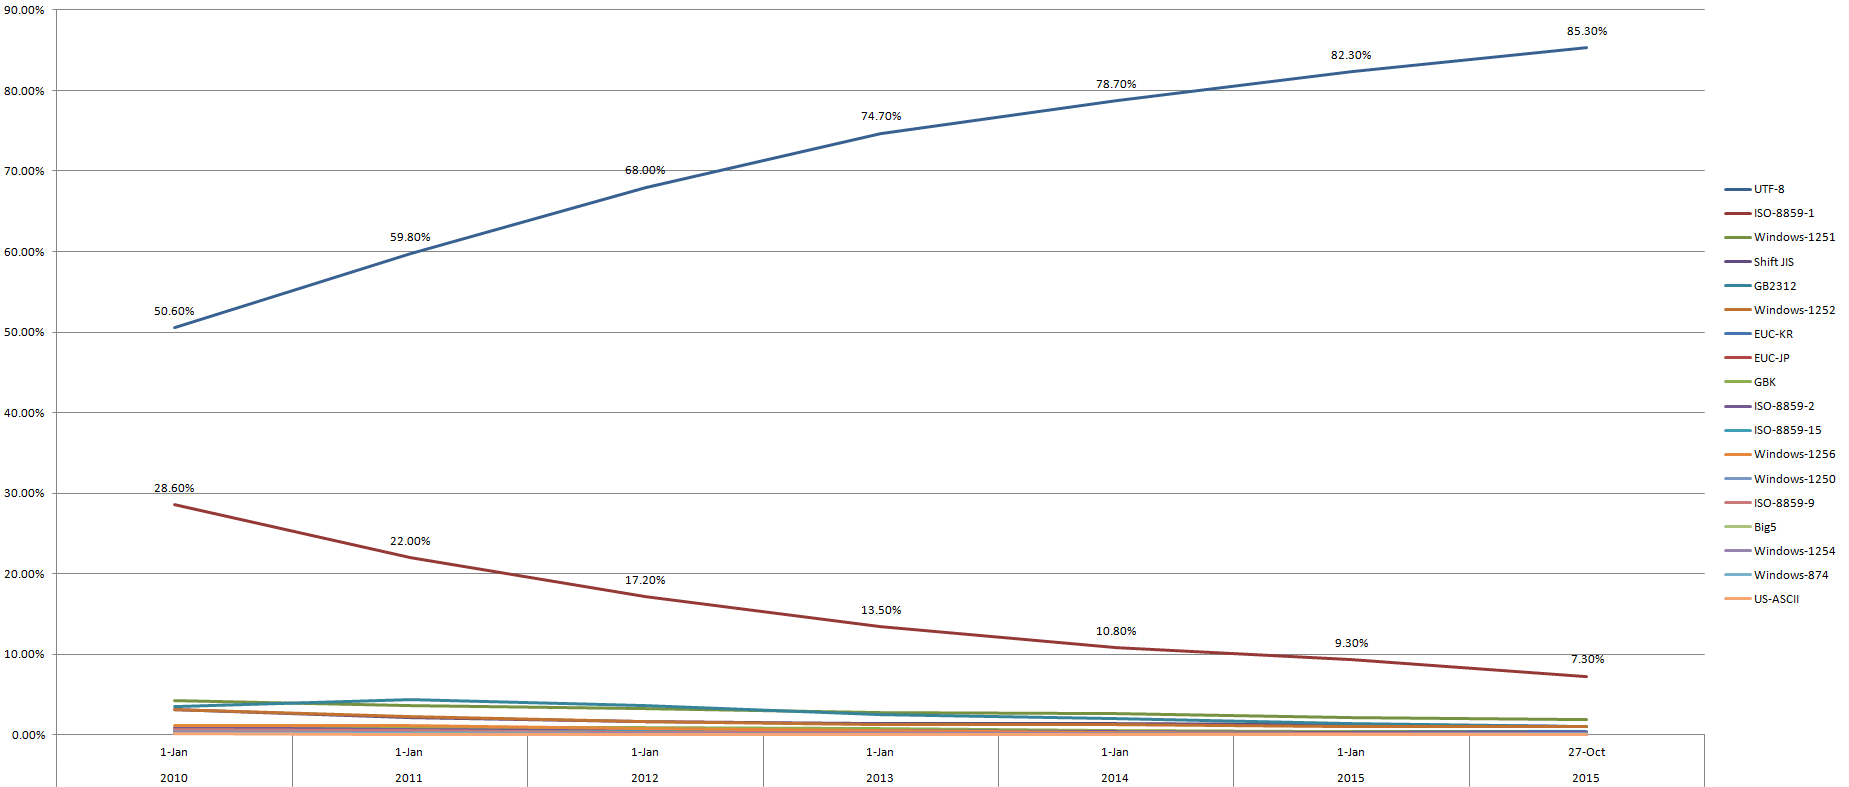 90.00%
80.00%
70.00%
60.00%
50.00%
40.00%
30.00%
20.00%
10.00%
0.00%
50.60%
59.80%
68.00%
74.70%
78.70%
82.30%
85.30%
28.60%
22.00%
17.20%
13.50%
10.80%
9.30%
7.30%
1-Jan 1-Jan 1-Jan 1-Jan 1-Jan 1-Jan 27-Oct
2010 2011 2012 2013 2014 2015 2015
UTF-8
ISO-8859-1
Windows-1251
Shift JIS
GB2312
Windows-1252
EUC-KR
EUC-JP
GBK
ISO-8859-2
ISO-8859-15
Windows-1256
Windows-1250
ISO-8859-9
Big5
Windows-1254
Windows-874
US-ASCII